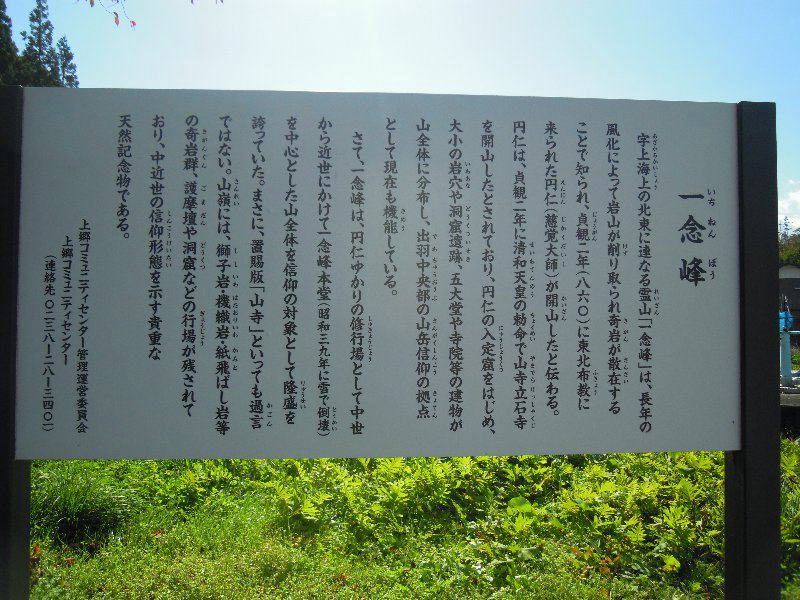 一念峰
いちねんぼう
宇上海上の北東に連なる霊山「一念峰」は、長年の
風化によって岩山が削り取られ奇岩が散在する
ことで知られ、貞観二年（八六〇）に東北布教に
来られた円仁（慈覚大師）が開山したと伝わる。
円仁は、貞観二年に清和天皇の勅命で山寺立石寺
を開山したとされており、円仁の入定窟をはじめ、
大小の岩穴や洞窟遺跡、五大堂や寺院等の建物が
山全体に分布し、出羽中央部の山岳信仰の拠点
として現在も機能している。
さて、一念峰は、円仁ゆかりの修行場として中世
から近世にかけて一念峰本堂（昭和三九年に雪で倒壊）
を中心とした山全体を信仰の対象として隆盛を
誇っていた。まさに、置賜版「山寺」といっても過言
ではない。山嶺には、獅子岩・機織岩・紙飛ばし岩等
の奇岩群、護摩壇や洞窟などの行場が残されて
おり、中近世の信仰形態を示す貴重な
天然記念物である。
上郷コミュニティセンター管理運営委員会
上郷コミュニティセンター
（連絡先 〇二三八ー二八ー三四〇一）